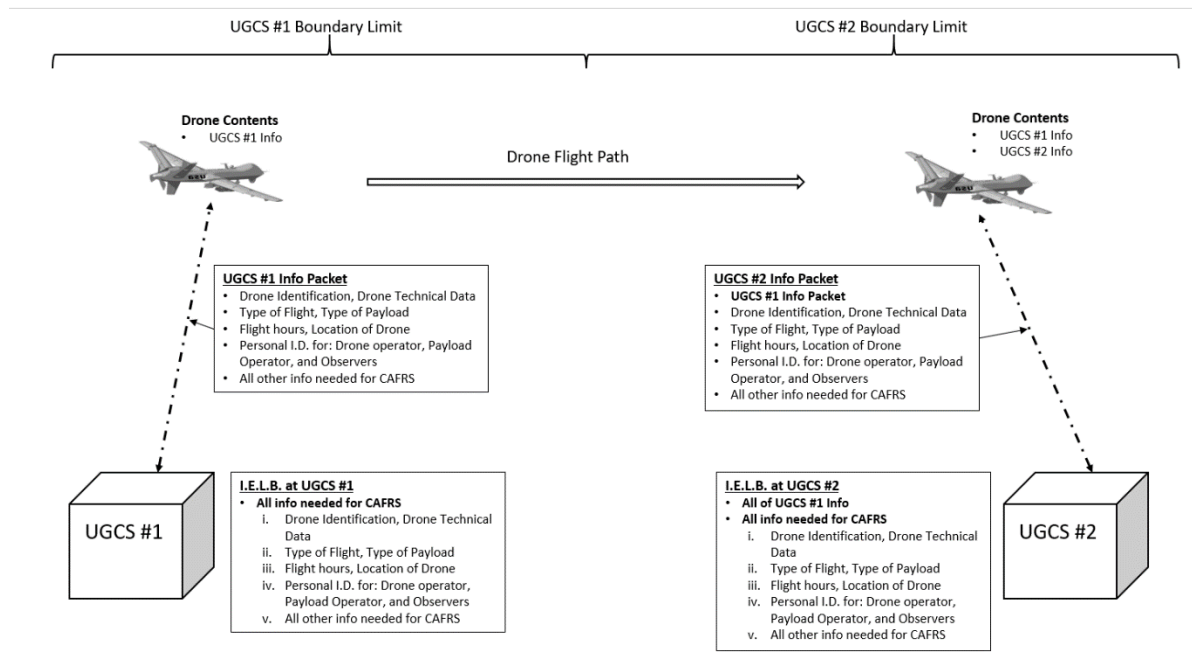 UGCS #1 Boundary Limit
UGCS #2 Boundary Limit
Drone Contents
• UGCS #1 Info
Drone Contents
• UGCS #1 Info
• UGCS #2 Info
Drone Flight Path
UGCS #1 Info Packet
• Drone Identification, Drone Technical Data
• Type of Flight, Type of Payload
• Flight hours, Location of Drone
• Personal I.D. for: Drone operator, Payload
Operator, and Observers
• All other info needed for CAFRS
UGCS #2 Info Packet
• UGCS #1 Info Packet
• Drone Identification, Drone Technical Data
• Type of Flight, Type of Payload
• Flight hours, Location of Drone
• Personal I.D. for: Drone operator, Payload
Operator, and Observers
• All other info needed for CAFRS
UGCS #1
I.E.L.B. at UGCS #1
• All info needed for CAFRS
i. Drone Identification, Drone Technical
Data
ii. Type of Flight, Type of Payload
iii. Flight hours, Location of Drone
iv. Personal I.D. for: Drone operator,
Payload Operator, and Observers
v. All other info needed for CAFRS
I.E.L.B. at UGCS #2
• All of UGCS #1 Info
• All info needed for CAFRS
i. Drone Identification, Drone Technical
Data
ii. Type of Flight, Type of Payload
iii. Flight hours, Location of Drone
iv. Personal I.D. for: Drone operator,
Payload Operator, and Observers
v. All other info needed for CAFRS
UGCS #2